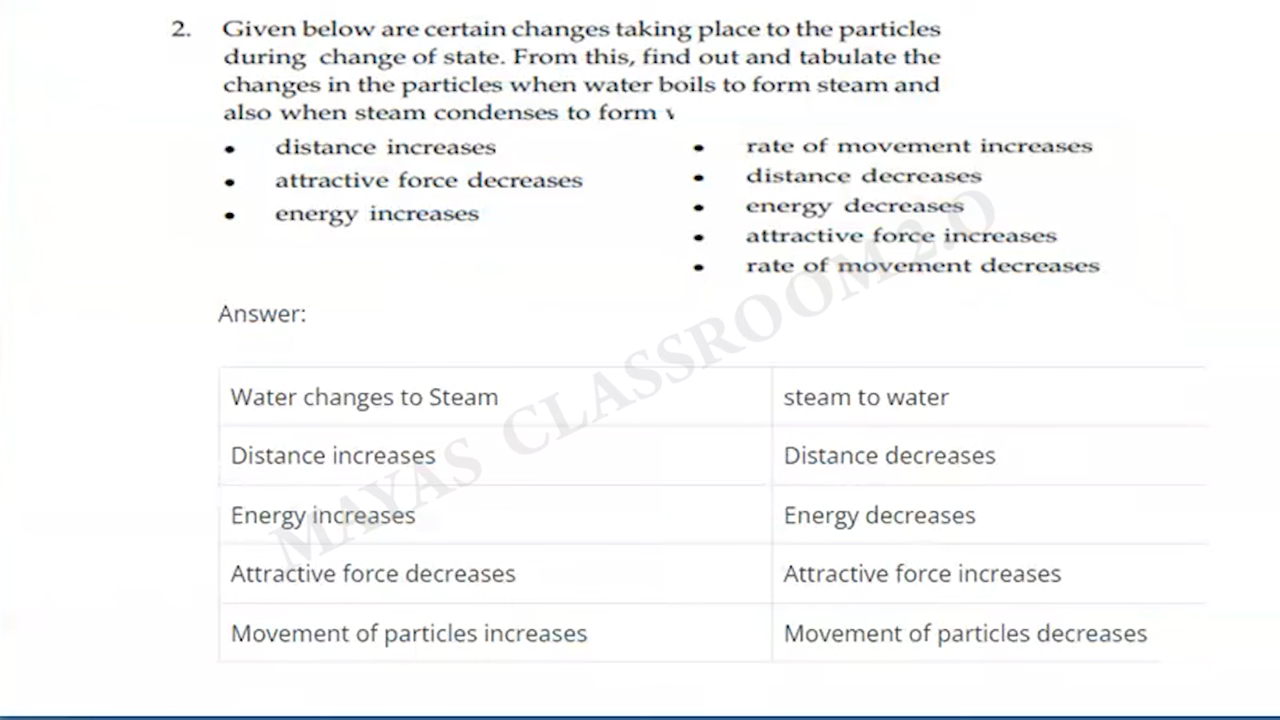 2. Given below are certain changes taking place to the particles
during change of state. From this, find out and tabulate the
changes in the particles when water boils to form steam and
also when steam condenses to form
• distance increases
• attractive force decreases
• energy increases
• rate of movement increases
• distance decreases
• energy decreases
• attractive force increases
• rate of movement decreases
Answer:
Water changes to Steam steam to water
Distance increases Distance decreases
Energy increases Energy decreases
Attractive force decreases Attractive force increases
Movement of particles increases Movement of particles decreases
MAYAS CLASSROOM 2.O